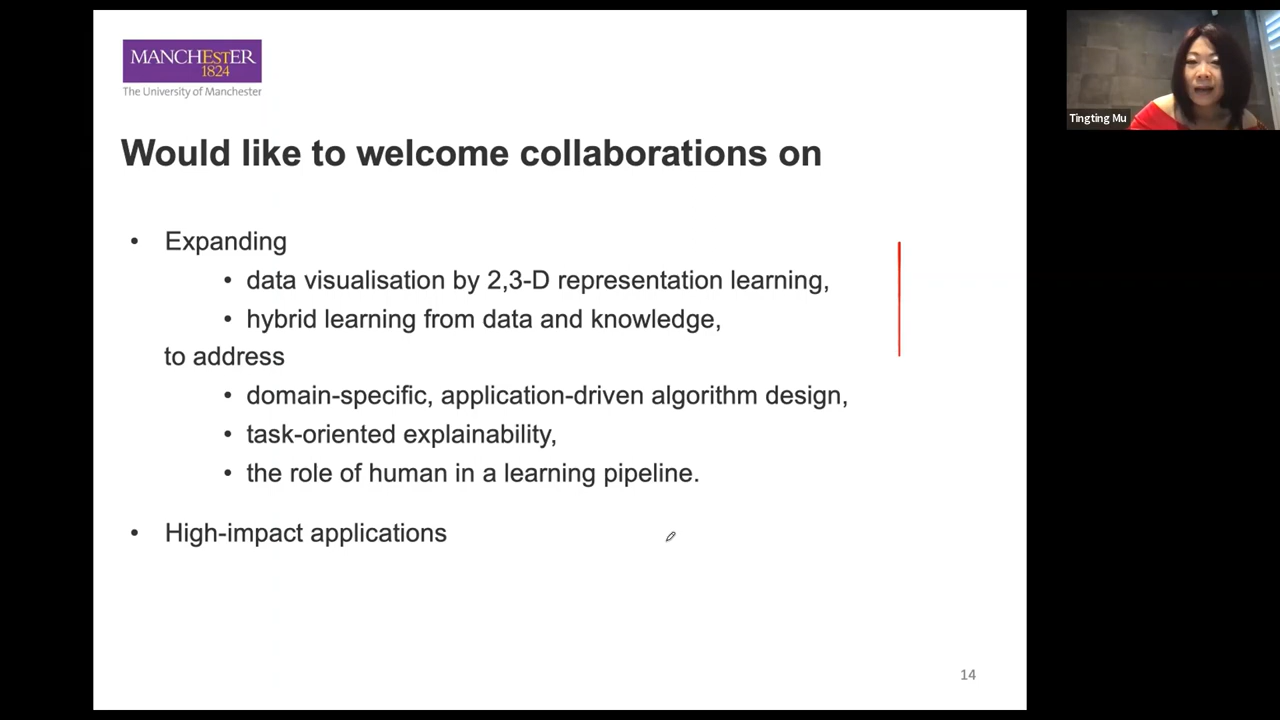 MANCHESTER
1824
The University of Manchester
Tingting Mu
Would like to welcome collaborations on
• Expanding
• data visualisation by 2,3-D representation learning,
• hybrid learning from data and knowledge,
to address
• domain-specific, application-driven algorithm design,
• task-oriented explainability,
• the role of human in a learning pipeline.
• High-impact applications
14